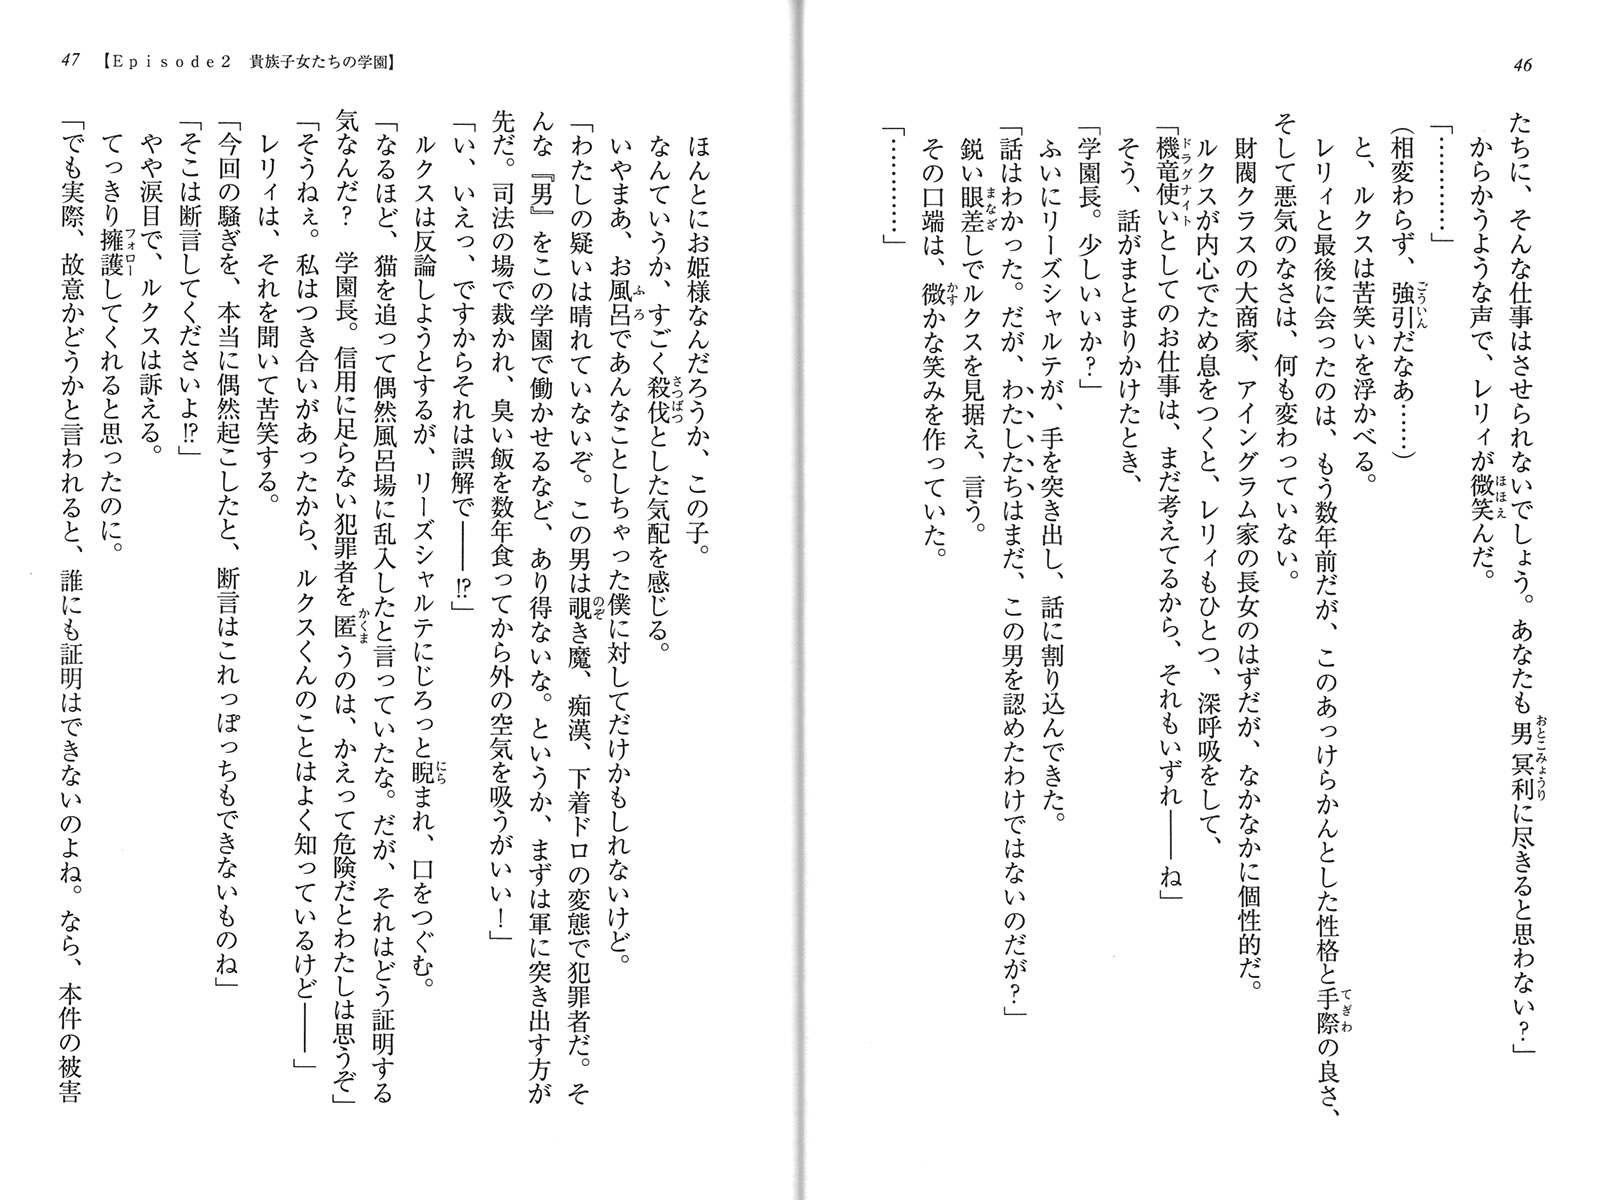 46
たちに、そんな仕事はさせられないでしょう。あなたも男冥利に尽きると思わない？」
からかうような声で、レリィが微笑んだ。
「…………」
（相変わらず、強引だなあ……）
と、ルクスは苦笑いを浮かべる。
レリィと最後に会ったのは、もう数年前だが、このあっけらかんとした性格と手際の良さ、
そして悪気のなさは、何も変わっていない。
財閥クラスの大商家、アイングラム家の長女のはずだが、なかなかに個性的だ。
ルクスが内心でため息をつくと、レリィもひとつ、深呼吸をして、
「機竜使いとしてのお仕事は、まだ考えてるから、それもいずれ――ね」
そう、話がまとまりかけたとき、
「学園長。少しいいか？」
ふいにリーズシャルテが、手を突き出し、話に割り込んできた。
「話はわかった。だが、わたしたちはまだ、この男を認めたわけではないのだが？」
鋭い眼差しでルクスを見据え、言う。
その口端は、微かな笑みを作っていた。
「…………」
47 【Episode2　貴族子女たちの学園】
ほんとにお姫様なんだろうか、この子。
なんていうか、すごく殺伐とした気配を感じる。
いやまあ、お風呂であんなことしちゃった僕に対してだけかもしれないけど。
「わたしの疑いは晴れていないぞ。この男は覗き魔、痴漢、下着ドロの変態で犯罪者だ。そ
んな『男』をこの学園で働かせるなど、あり得ないな。というか、まずは軍に突き出す方が
先だ。司法の場で裁かれ、臭い飯を数年食ってから外の空気を吸うがいい！」
「い、いえっ、ですからそれは誤解で――!?」
ルクスは反論しようとするが、リーズシャルテにじろっと睨まれ、口をつぐむ。
「なるほど、猫を追って偶然風呂場に乱入したと言っていたな。だが、それはどう証明する
気なんだ？　学園長。信用に足らない犯罪者を匿うのは、かえって危険だとわたしは思うぞ」
「そうねぇ。私はつき合いがあったから、ルクスくんのことはよく知っているけど――」
レリィは、それを聞いて苦笑する。
「今回の騒ぎを、本当に偶然起こしたと、断言はこれっぽっちもできないものね」
「そこは断言してくださいよ!?」
やや涙目で、ルクスは訴える。
てっきり擁護してくれると思ったのに。
「でも実際、故意かどうかと言われると、誰にも証明はできないのよね。なら、本件の被害